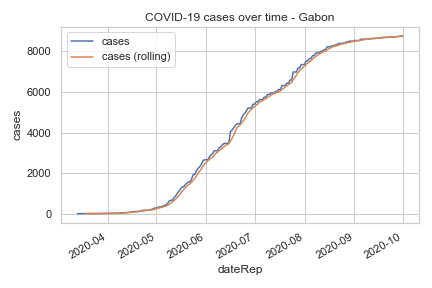 COVID-19 cases over time - Gabon
cases
cases (rolling)
8000
6000
4000
2000
0
cases
2020-04
2020-05
2020-06
2020-07
2020-08
2020-09
2020-10
dateRep